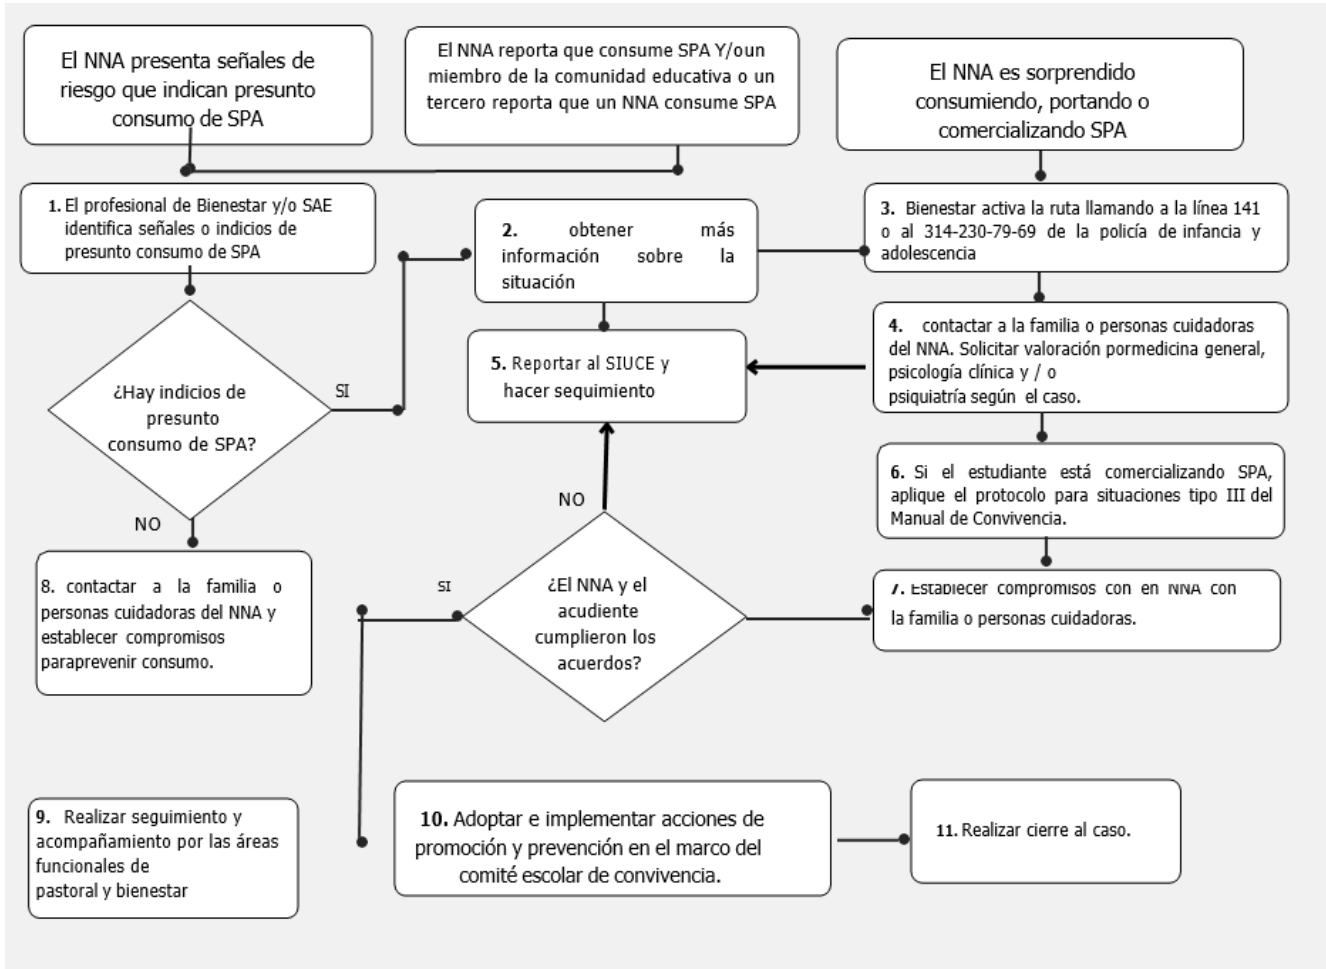 El NNA presenta señales de
riesgo que indican presunto
consumo de SPA
El NNA reporta que consume SPA Y/oun
miembro de la comunidad educativa o un
tercero reporta que un NNA consume SPA
El NNA es sorprendido
consumiendo, portando o
comercializando SPA
1. El profesional de Bienestar y/o SAE
identifica señales o indicios de
presunto consumo de SPA
2. obtener más
información sobre la
situación
3. Bienestar activa la ruta llamando a la línea 141
o al 314-230-79-69 de la policía de infancia y
adolescencia
¿Hay indicios de
presunto
consumo de SPA?
SI
NO
5. Reportar al SIUCE y
hacer seguimiento
4. contactar a la familia o personas cuidadoras
del NNA. Solicitar valoración pormedicina general,
psicología clínica y / o
psiquiatría según el caso.
6. Si el estudiante está comercializando SPA,
aplique el protocolo para situaciones tipo III del
Manual de Convivencia.
8. contactar a la familia o
personas cuidadoras del NNA y
establecer compromisos
paraprevenir consumo.
NO
SI
¿El NNA y el
acudiente
cumplieron los
acuerdos?
7. Establecer compromisos con en NNA con
la familia o personas cuidadoras.
9. Realizar seguimiento y
acompañamiento por las áreas
funcionales de
pastoral y bienestar
10. Adoptar e implementar acciones de
promoción y prevención en el marco del
comité escolar de convivencia.
11. Realizar cierre al caso.